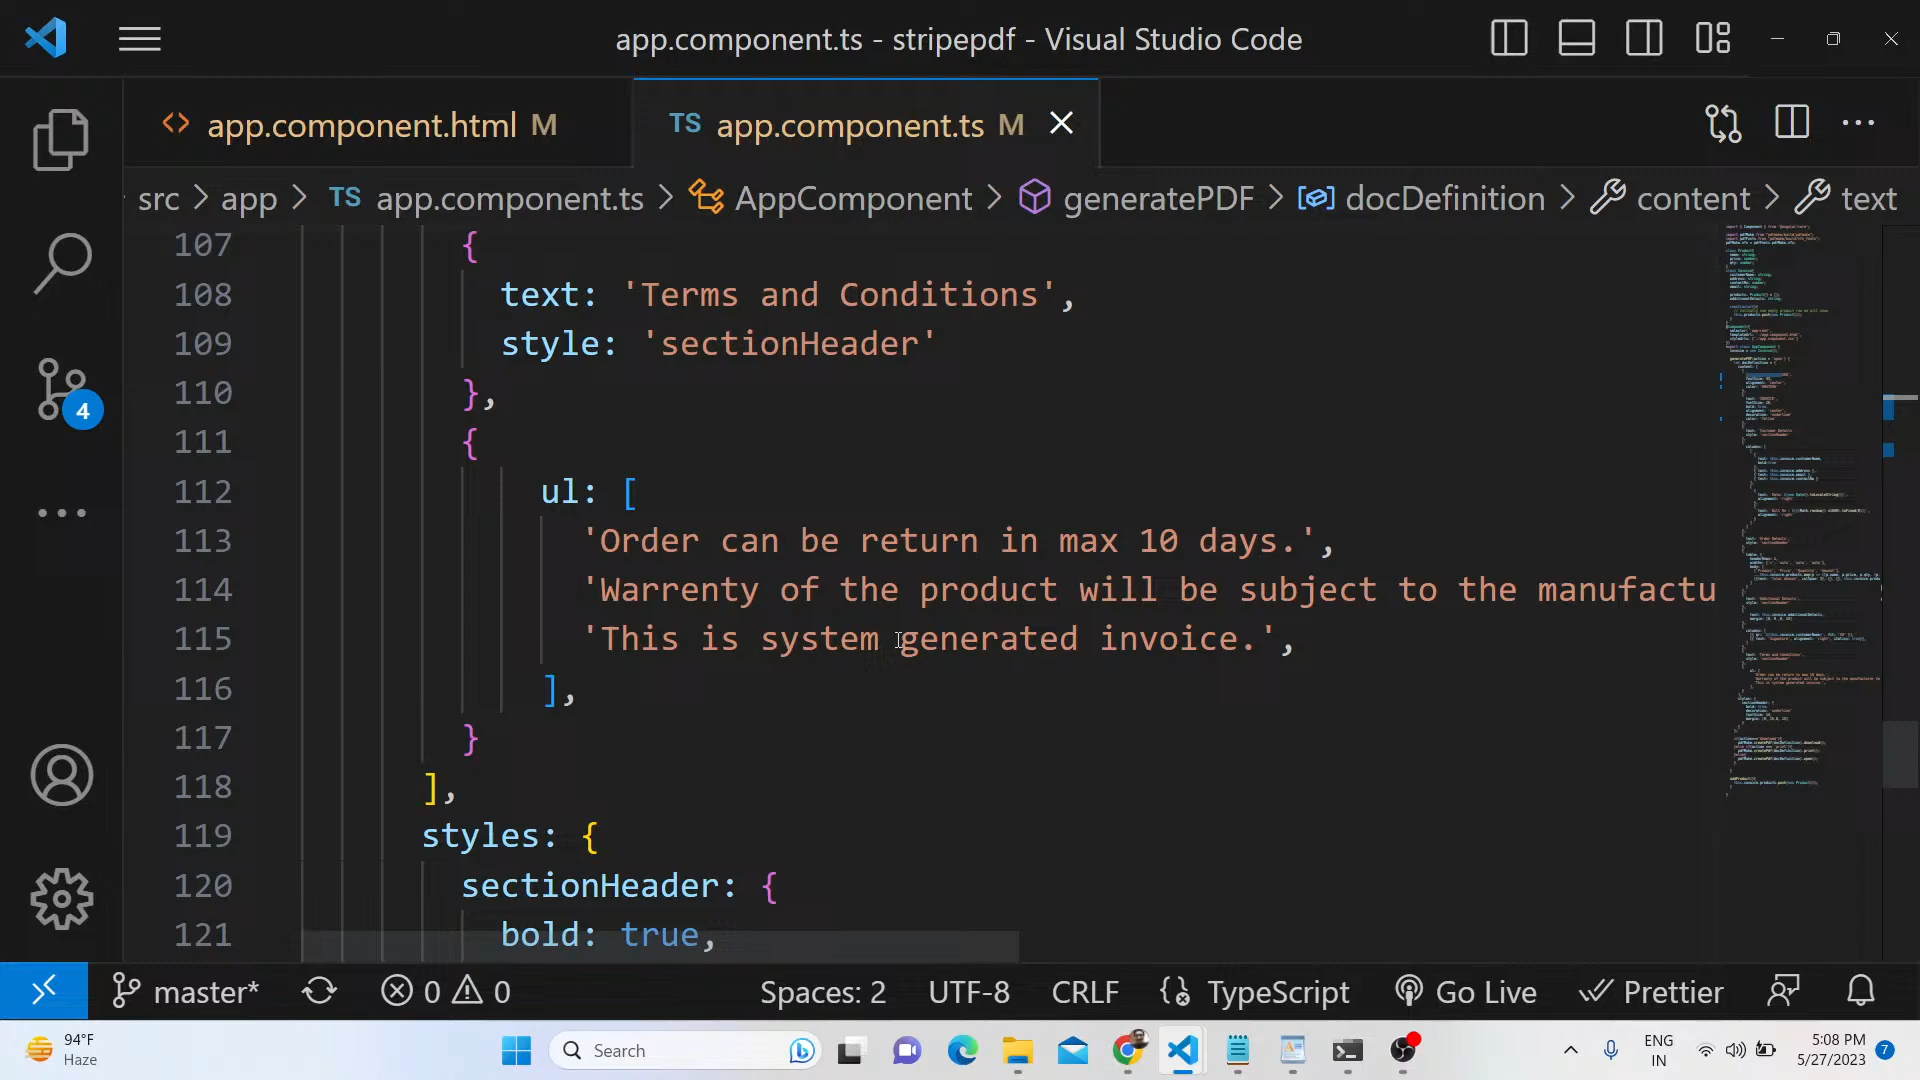 app.component.ts - stripepdf - Visual Studio Code
app.component.html M
TS app.component.ts M
src > app > TS app.component.ts > AppComponent > generatePDF > docDefinition > content > text
107 {
108 text: 'Terms and Conditions',
109 style: 'sectionHeader'
110 },
111 {
112 ul: [
113 'Order can be return in max 10 days.',
114 'Warrenty of the product will be subject to the manufactu
115 'This is system generated invoice.',
116 ],
117 }
118 ],
119 styles: {
120 sectionHeader: {
121 bold: true,
4
master* 0 0 Spaces: 2 UTF-8 CRLF {} TypeScript Go Live Prettier
94°F
Haze
Search
ENG
IN
5:08 PM
5/27/2023
7